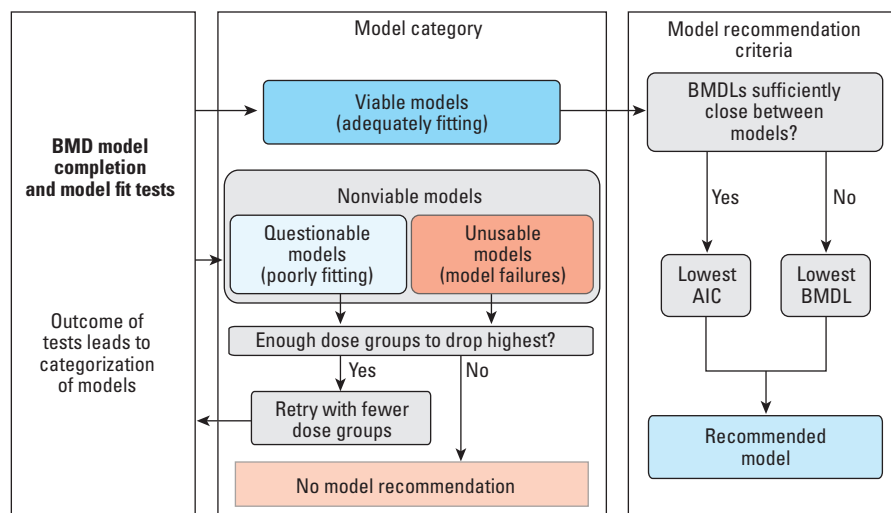 BMD model
completion
and model fit tests
Outcome of
tests leads to
categorization
of models
Model category
Viable models
(adequately fitting)
Nonviable models
Questionable
models
(poorly fitting)
Unusable
models
(model failures)
Enough dose groups to drop highest?
Yes
No
Retry with fewer
dose groups
No model recommendation
Model recommendation
criteria
BMDLs sufficiently
close between
models?
Yes
No
Lowest
AIC
Lowest
BMDL
Recommended
model